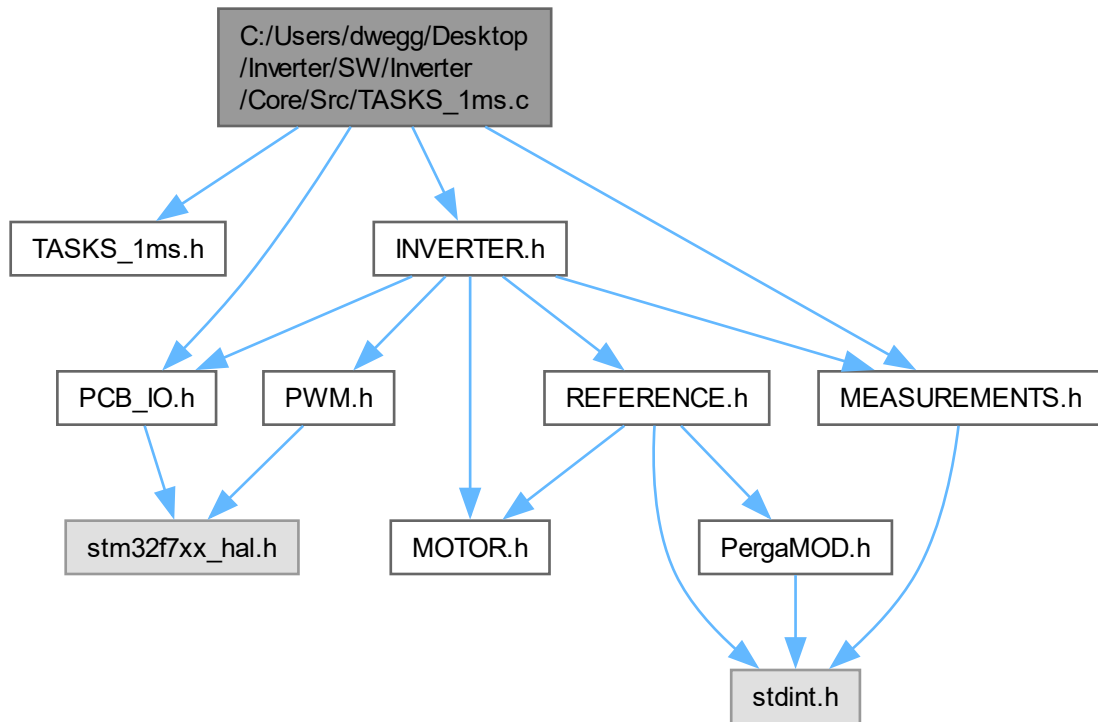 C:/Users/dwegg/Desktop
/Inverter/SW/Inverter
/Core/Src/TASKS_1ms.c
TASKS_1ms.h
INVERTER.h
PCB_IO.h
PWM.h
REFERENCE.h
MEASUREMENTS.h
stm32f7xx_hal.h
MOTOR.h
PergaMOD.h
stdint.h